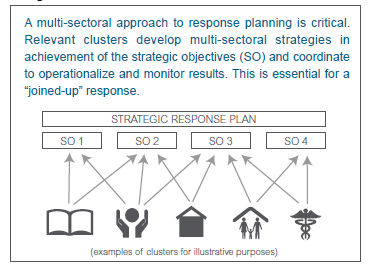 A multi-sectoral approach to response planning is critical.
Relevant clusters develop multi-sectoral strategies in
achievement of the strategic objectives (SO) and coordinate
to operationalize and monitor results. This is essential for a
“joined-up” response.
STRATEGIC RESPONSE PLAN
SO 1 SO 2 SO 3 SO 4
(examples of clusters for illustrative purposes)